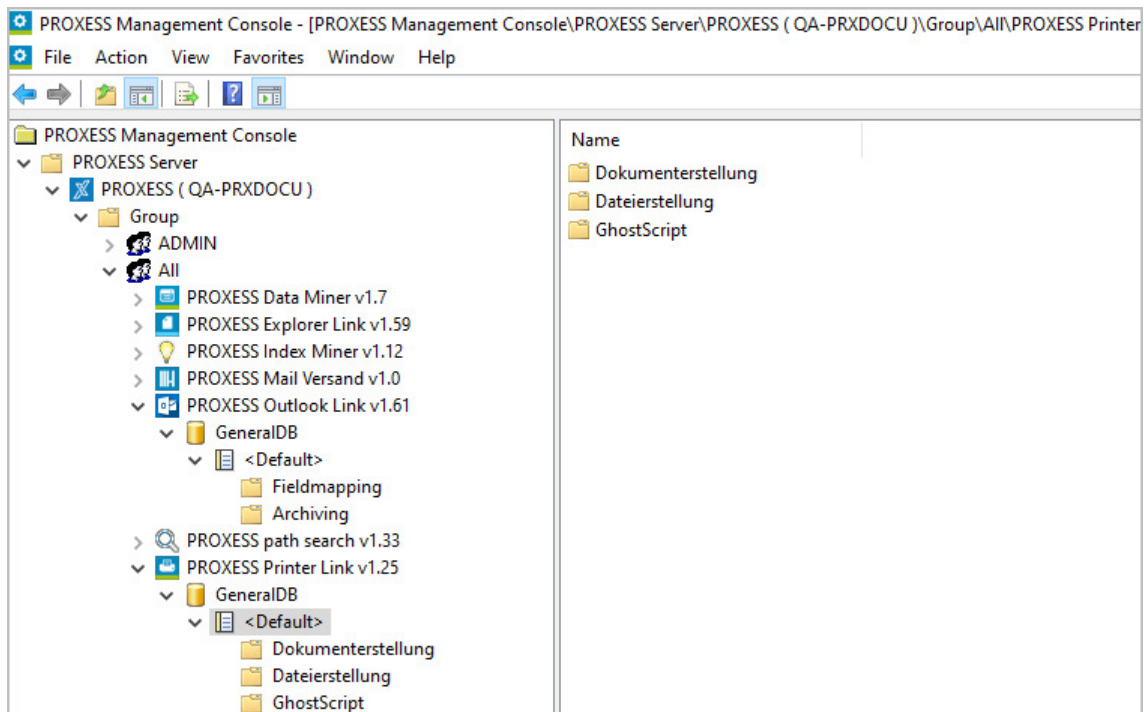 PROXESS Management Console - [PROXESS Management Console\PROXESS Server\PROXESS ( QA-PRXDOCU )\Group\All\PROXESS Printer
File Action View Favorites Window Help
PROXESS Management Console
PROXESS Server
PROXESS ( QA-PRXDOCU )
Group
ADMIN
All
PROXESS Data Miner v1.7
PROXESS Explorer Link v1.59
PROXESS Index Miner v1.12
PROXESS Mail Versand v1.0
PROXESS Outlook Link v1.61
GeneralDB
<Default>
Fieldmapping
Archiving
PROXESS path search v1.33
PROXESS Printer Link v1.25
GeneralDB
<Default>
Dokumenterstellung
Dateierstellung
GhostScript
Name
Dokumenterstellung
Dateierstellung
GhostScript